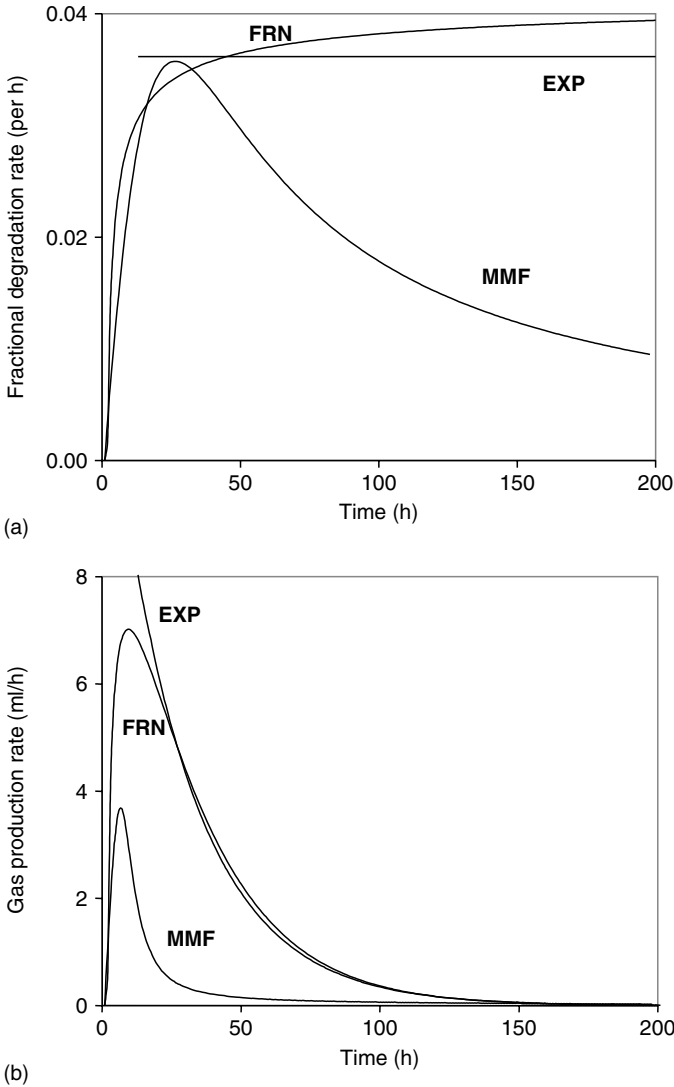 0.04
FRN
EXP
0.02
MMF
0.00
0
50
100
150
200
Fractional degradation rate (per h)
Time (h)
(a)
8
EXP
6
FRN
4
2
MMF
0
0
50
100
150
200
Gas production rate (ml/h)
Time (h)
(b)